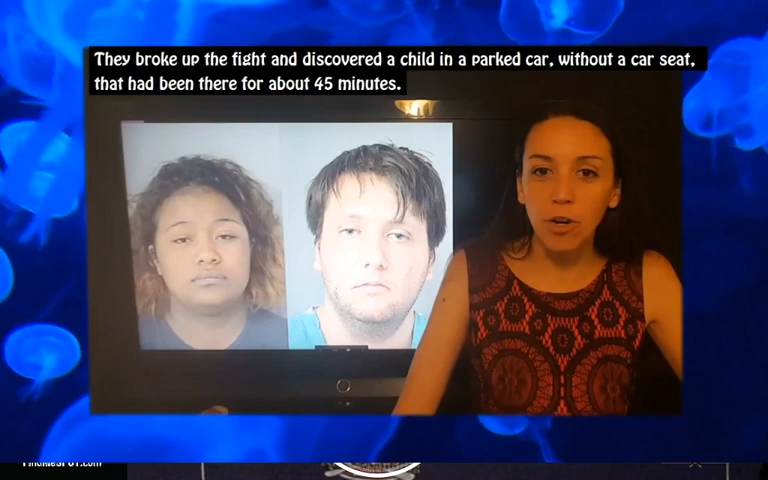 They broke up the fight and discovered a child in a parked car, without a car seat,
that had been there for about 45 minutes.